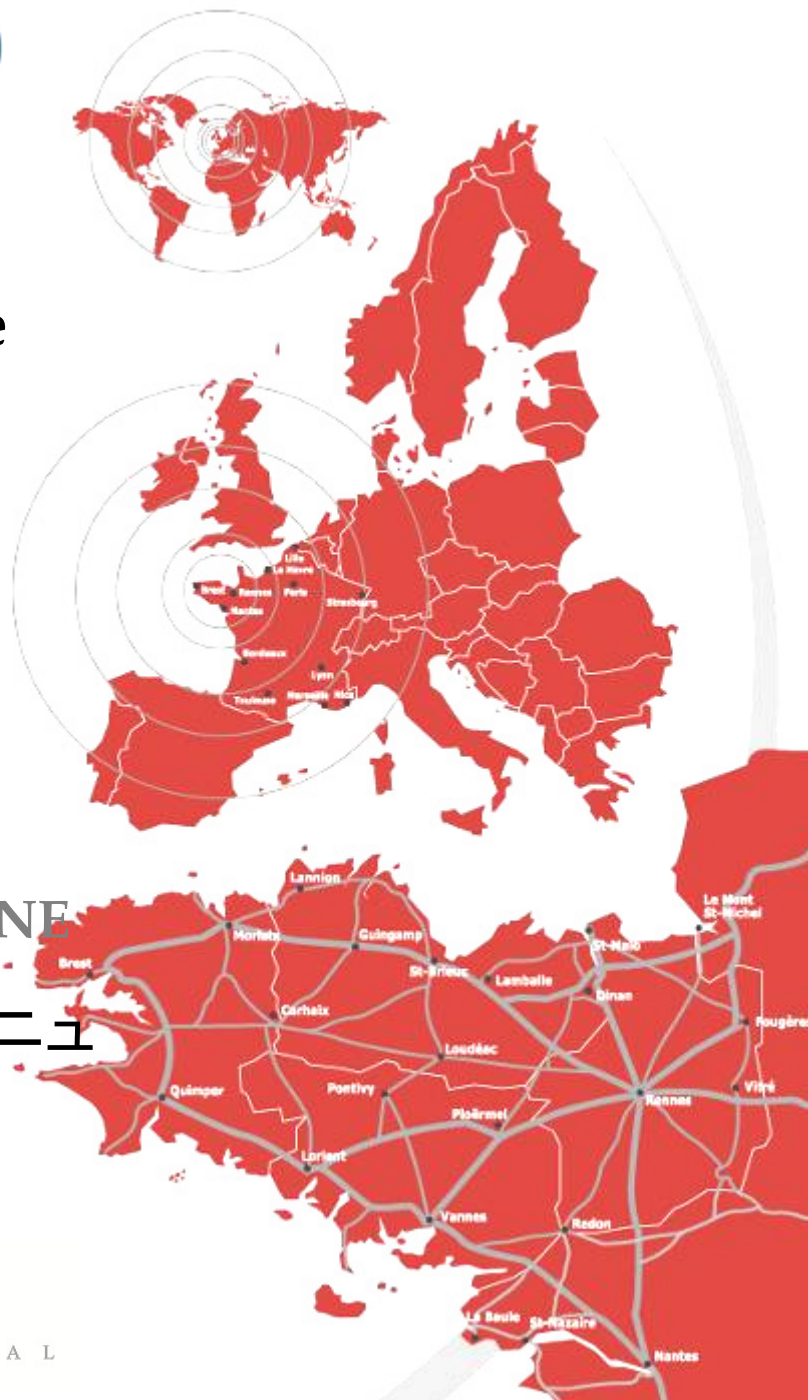 e
Lille
Le Havre
Brest
Rennes
Paris
Strasbourg
Nantes
Bordeaux
Lyon
Toulouse
Marseille
Nice
Lannion
Le Mont
St-Michel
NE
Morlaix
Guingamp
St-Malo
Brest
St-Brieuc
Lamballe
Dinan
Carhaix
Fougères
ニュ
Loudéac
Quimper
Pontivy
Vitré
Rennes
Ploërmel
Lorient
Vannes
Redon
La Baule
St-Nazaire
A L
Nantes